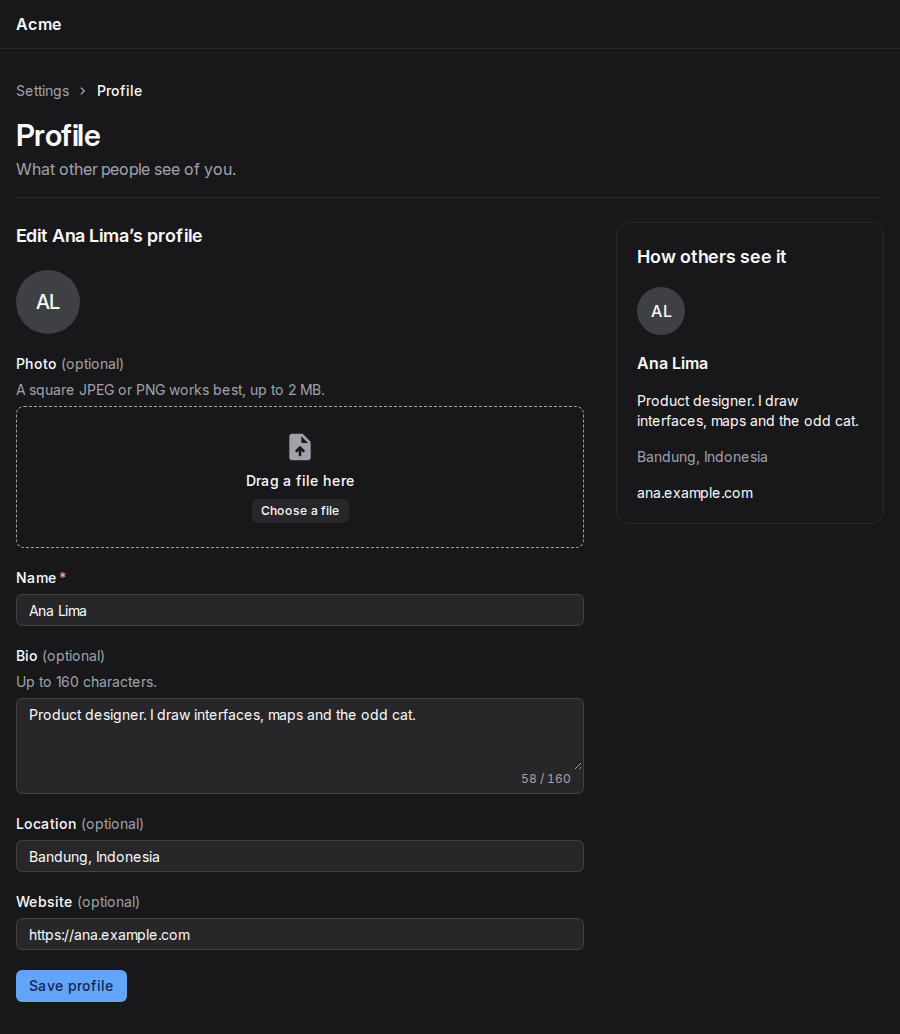 Acme
Settings > Profile
Profile
What other people see of you.
Edit Ana Lima’s profile
AL
Photo (optional)
A square JPEG or PNG works best, up to 2 MB.
Drag a file here
Choose a file
Name *
Ana Lima
Bio (optional)
Up to 160 characters.
Product designer. I draw interfaces, maps and the odd cat.
58 / 160
Location (optional)
Bandung, Indonesia
Website (optional)
https://ana.example.com
Save profile
How others see it
AL
Ana Lima
Product designer. I draw
interfaces, maps and the odd cat.
Bandung, Indonesia
ana.example.com